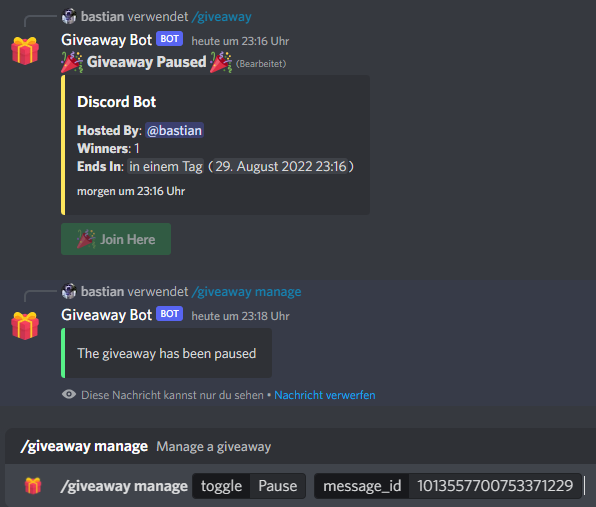 bastian verwendet /giveaway
Giveaway Bot BOT heute um 23:16 Uhr
Giveaway Paused (Bearbeitet)
Discord Bot
Hosted By: @bastian
Winners: 1
Ends In: in einem Tag (29. August 2022 23:16)
morgen um 23:16 Uhr
Join Here
bastian verwendet /giveaway manage
Giveaway Bot BOT heute um 23:18 Uhr
The giveaway has been paused
Diese Nachricht kannst nur du sehen • Nachricht verwerfen
/giveaway manage Manage a giveaway
/giveaway manage toggle Pause message_id 1013557700753371229